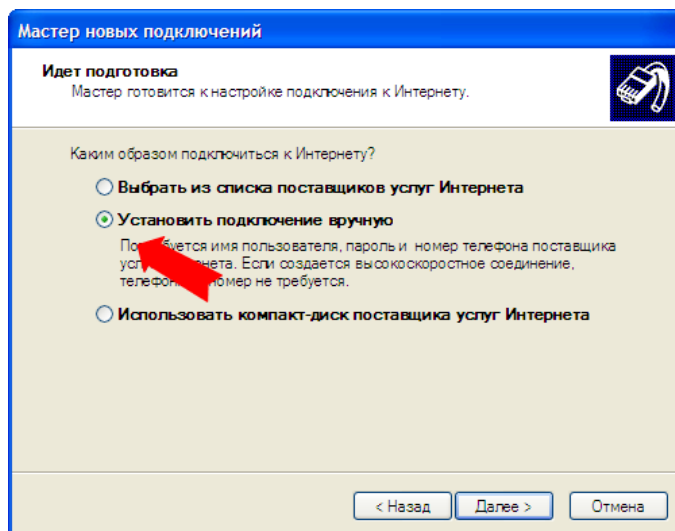 Мастер новых подключений
Идет подготовка
Мастер готовится к настройке подключения к Интернету.
Каким образом подключиться к Интернету?
Выбрать из списка поставщиков услуг Интернета
Установить подключение вручную
имя пользователя, пароль и номер телефона поставщика
Если создается высокоскоростное соединение,
номер не требуется.
Использовать компакт-диск поставщика услуг Интернета
< Назад
Далее >
Отмена